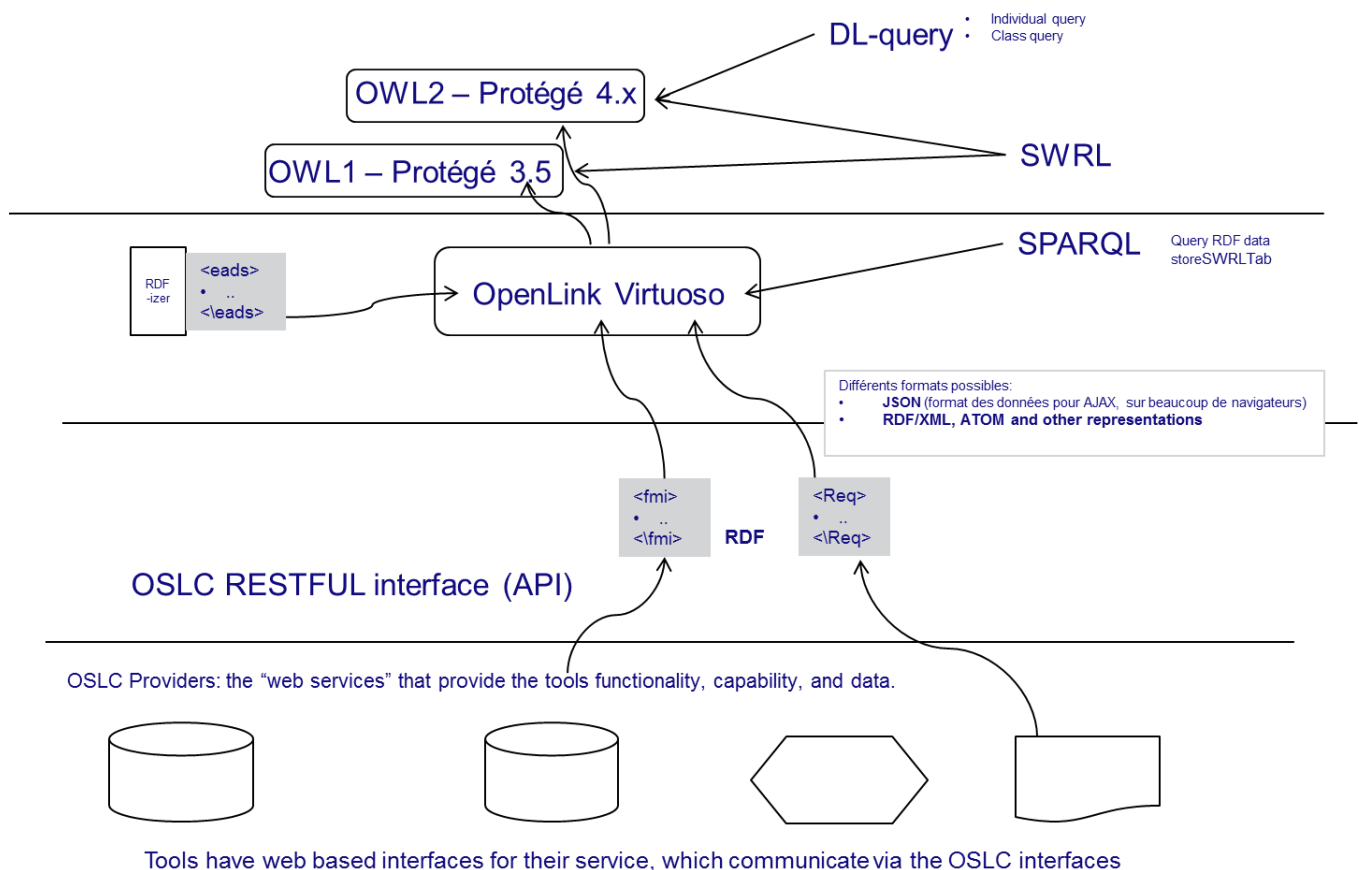 DL-query
• Individual query
• Class query
OWL2 – Protégé 4.x
OWL1 – Protégé 3.5
SWRL
SPARQL
Query RDF data
storeSWRLTab
RDF
-izer
<eads>
• ..
<\eads>
OpenLink Virtuoso
Différents formats possibles:
• JSON (format des données pour AJAX, sur beaucoup de navigateurs)
• RDF/XML, ATOM and other representations
<fmi>
• ..
<\fmi>
RDF
<Req>
• ..
<\Req>
OSLC RESTFUL interface (API)
OSLC Providers: the “web services” that provide the tools functionality, capability, and data.
Tools have web based interfaces for their service, which communicate via the OSLC interfaces